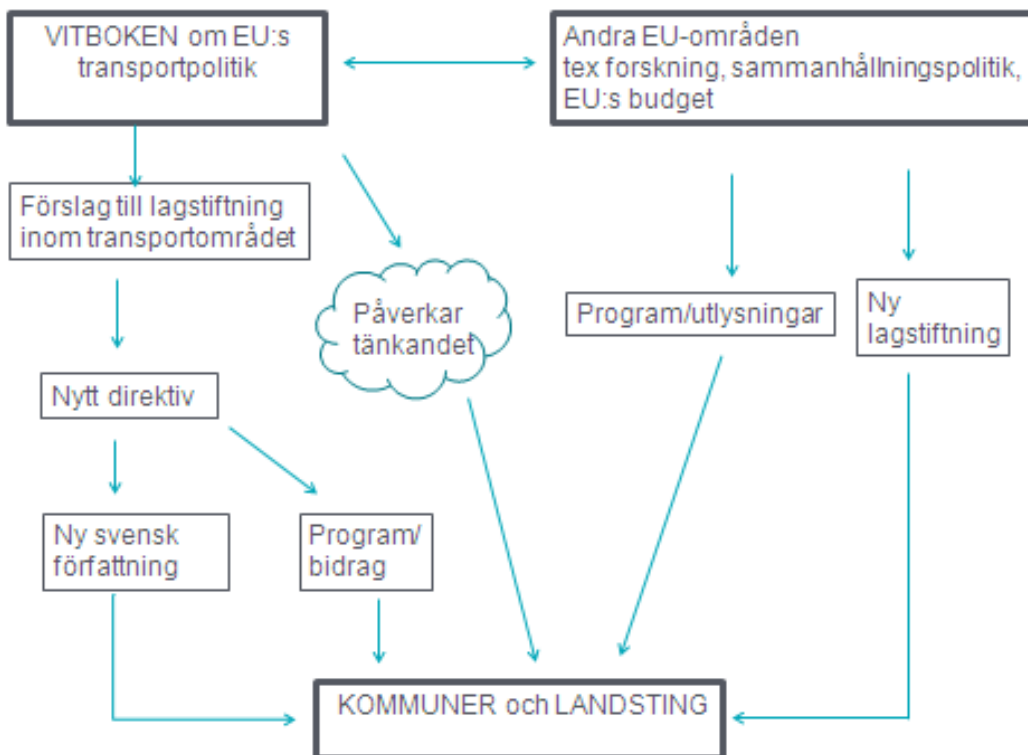 VITBOKEN om EU:s
transportpolitik
Andra EU-områden
tex forskning, sammanhållningspolitik,
EU:s budget
Förslag till lagstiftning
inom transportområdet
Påverkar
tänkandet
Program/utlysningar
Ny
lagstiftning
Nytt direktiv
Ny svensk
författning
Program/
bidrag
KOMMUNER och LANDSTING